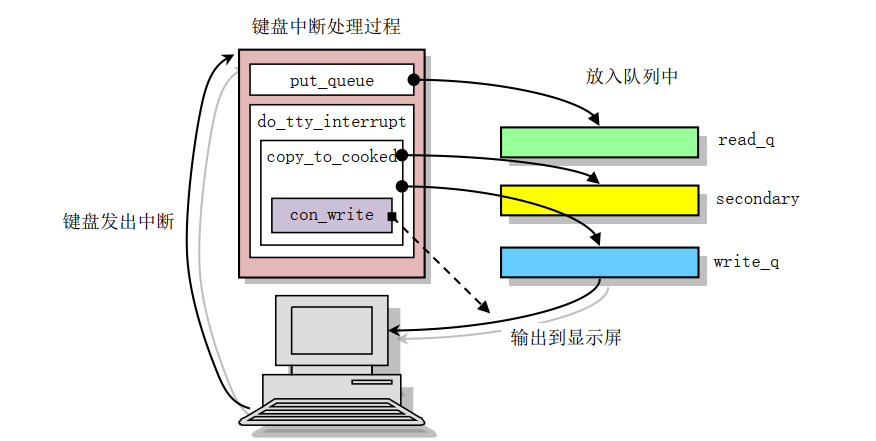 键盘中断处理过程
put_queue
放入队列中
do_tty_interrupt
read_q
copy_to_cooked
secondary
con_write
键盘发出中断
write_q
输出到显示屏